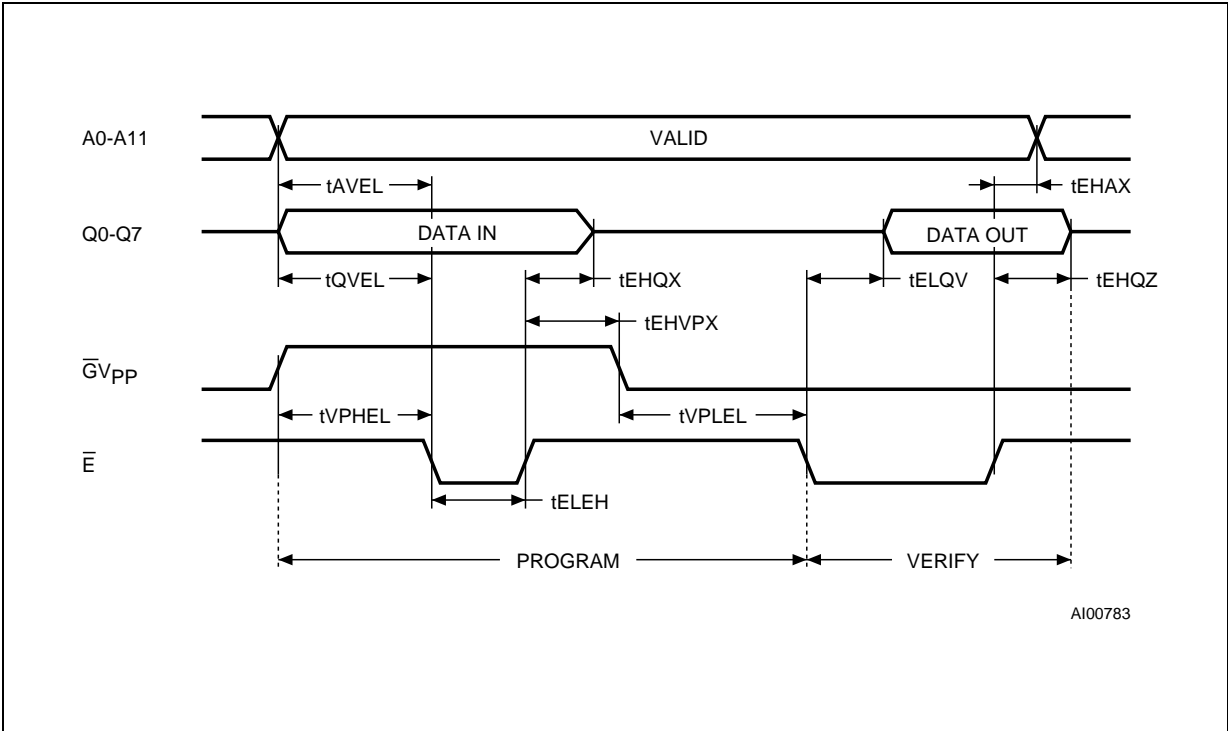 A0-A11
VALID
tAVEL
tEHAX
Q0-Q7
DATA IN
DATA OUT
tQVEL
tEHQX
tELQV
tEHQZ
tEHVPX
G̅VPP
tVPHEL
tVPLEL
E̅
tELEH
PROGRAM
VERIFY
AI00783